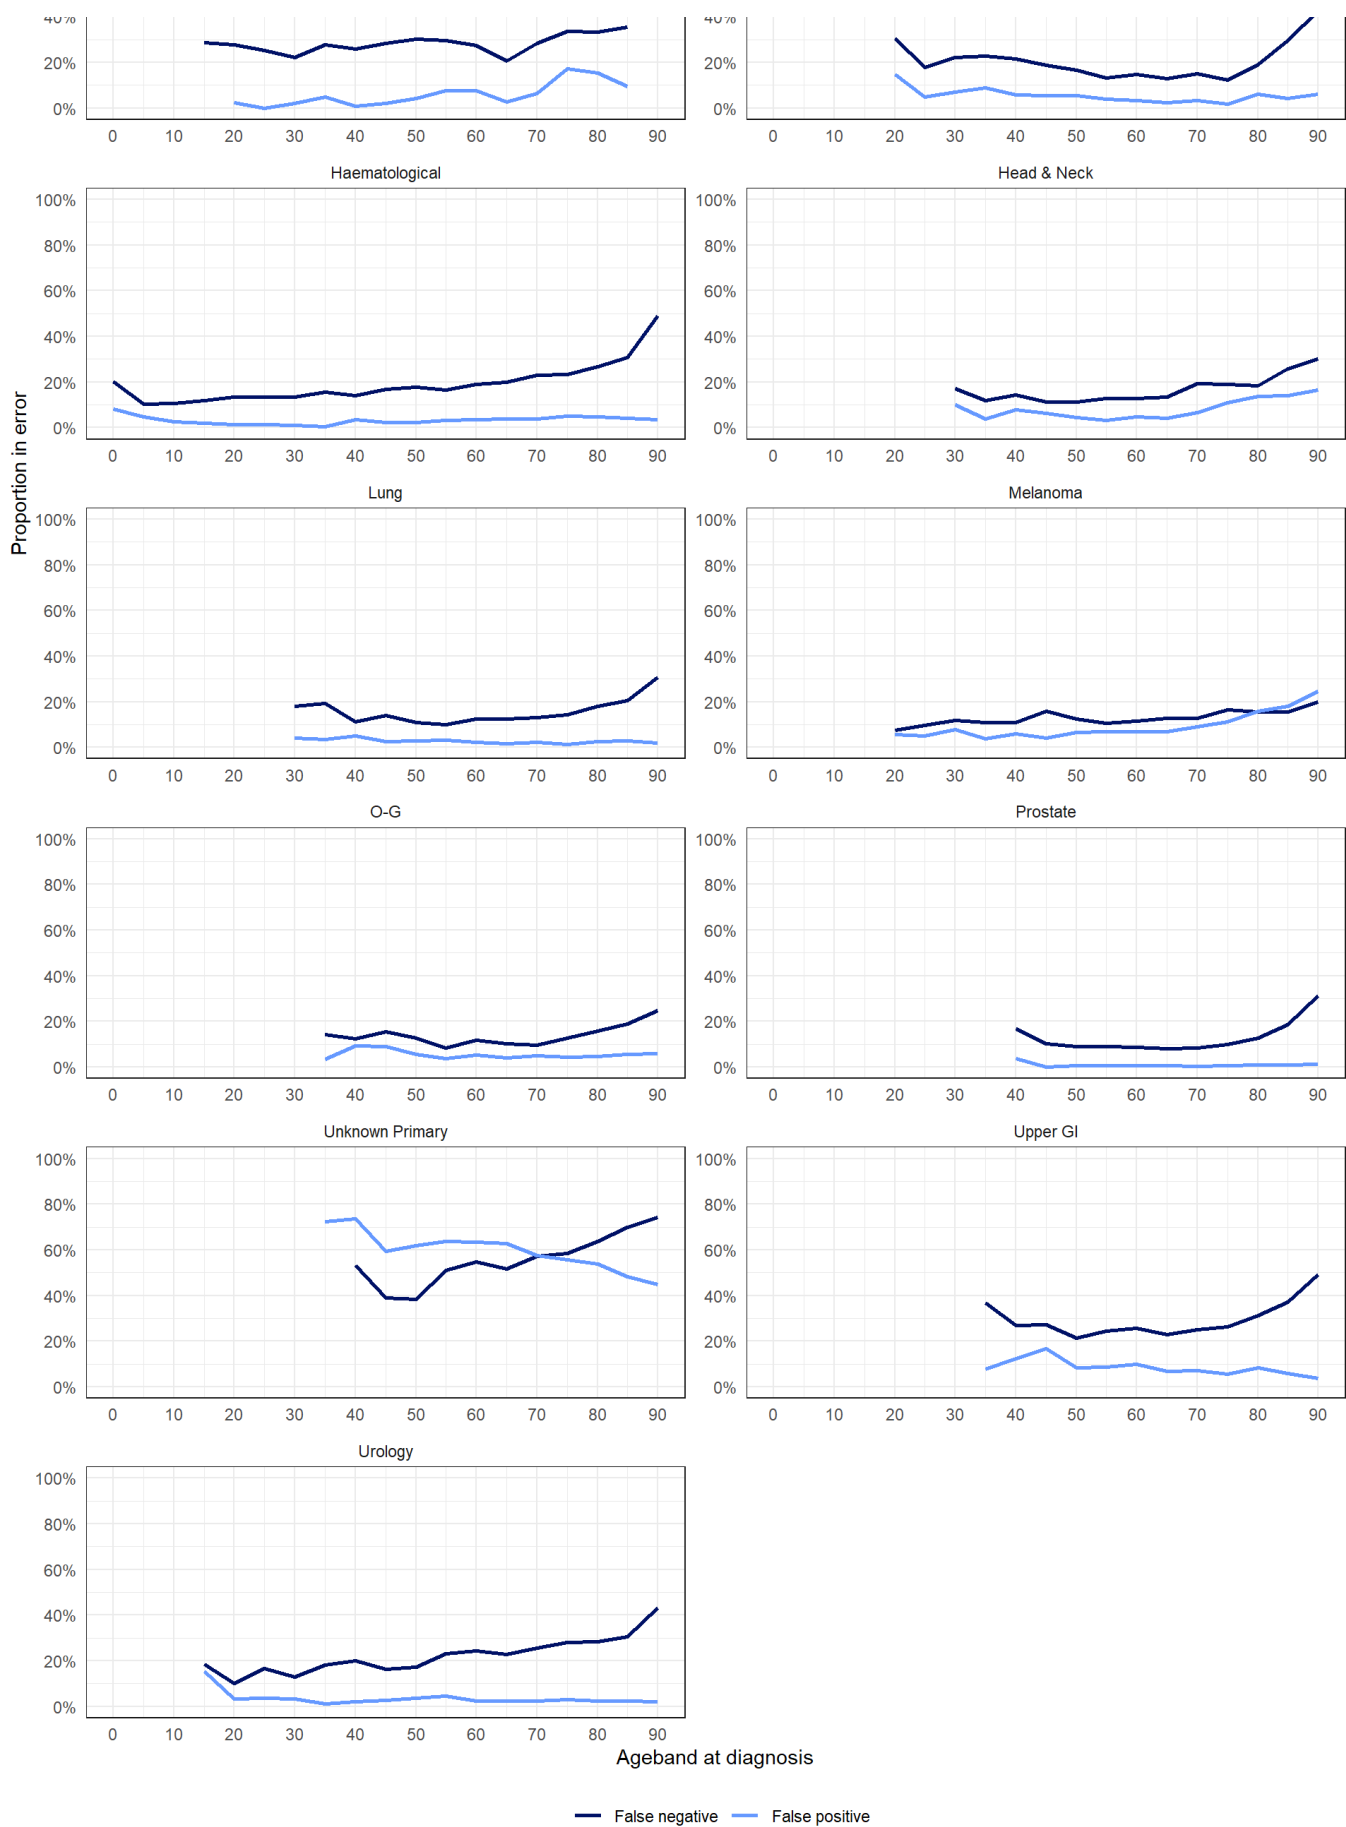 40% 40%
20% 20%
0% 0%
0 10 20 30 40 50 60 70 80 90 0 10 20 30 40 50 60 70 80 90
Haematological Head & Neck
100% 100%
80% 80%
60% 60%
40% 40%
20% 20%
0% 0%
0 10 20 30 40 50 60 70 80 90 0 10 20 30 40 50 60 70 80 90
Proportion in error
Lung Melanoma
100% 100%
80% 80%
60% 60%
40% 40%
20% 20%
0% 0%
0 10 20 30 40 50 60 70 80 90 0 10 20 30 40 50 60 70 80 90
O-G Prostate
100% 100%
80% 80%
60% 60%
40% 40%
20% 20%
0% 0%
0 10 20 30 40 50 60 70 80 90 0 10 20 30 40 50 60 70 80 90
Unknown Primary Upper GI
100% 100%
80% 80%
60% 60%
40% 40%
20% 20%
0% 0%
0 10 20 30 40 50 60 70 80 90 0 10 20 30 40 50 60 70 80 90
Urology
100%
80%
60%
40%
20%
0%
0 10 20 30 40 50 60 70 80 90
Ageband at diagnosis
False negative False positive